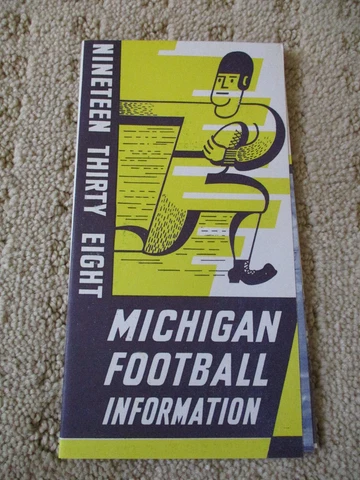 NINETEEN THIRTY EIGHT
MICHIGAN
FOOTBALL
INFORMATION